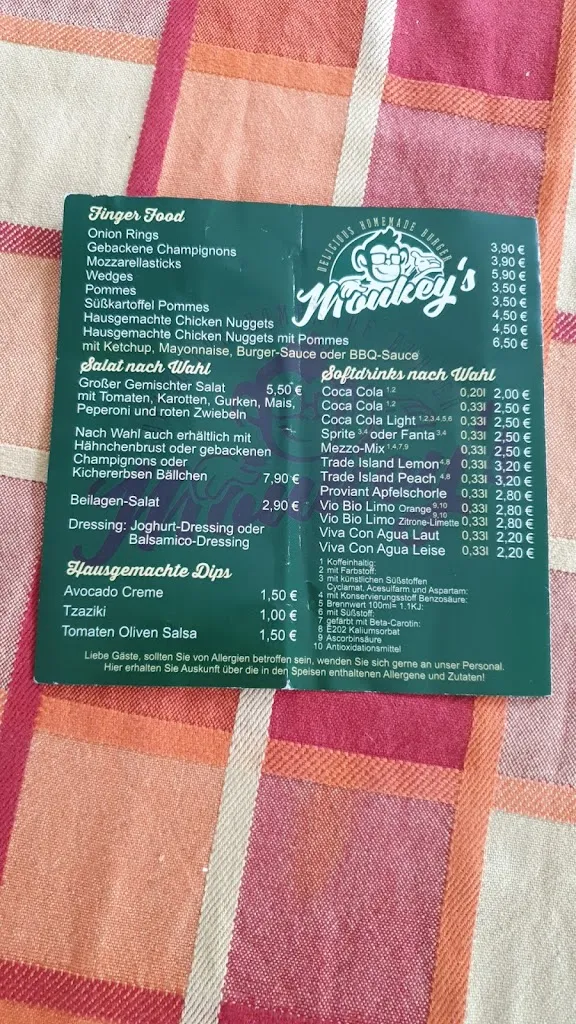 Finger Food
Onion Rings 3,90 €
Gebackene Champignons 3,90 €
Mozzarellasticks 5,90 €
Wedges 3,50 €
Pommes 3,50 €
Süßkartoffel Pommes 4,50 €
Hausgemachte Chicken Nuggets 4,50 €
Hausgemachte Chicken Nuggets mit Pommes 6,50 €
mit Ketchup, Mayonnaise, Burger-Sauce oder BBQ-Sauce
DELICIOUS HOMEMADE BURGER
Monkey's
Salat nach Wahl
Großer Gemischter Salat 5,50 €
mit Tomaten, Karotten, Gurken, Mais,
Peperoni und roten Zwiebeln
Nach Wahl auch erhältlich mit
Hähnchenbrust oder gebackenen
Champignons oder
Kichererbsen Bällchen 7,90 €
Beilagen-Salat 2,90 €
Dressing: Joghurt-Dressing oder
Balsamico-Dressing
Hausgemachte Dips
Avocado Creme 1,50 €
Tzaziki 1,00 €
Tomaten Oliven Salsa 1,50 €
Softdrinks nach Wahl
Coca Cola 1,2 0,20l 2,00 €
Coca Cola 1,2 0,33l 2,50 €
Coca Cola Light 1,2,3,4,5,6 0,33l 2,50 €
Sprite 3,4 oder Fanta 3,4 0,33l 2,50 €
Mezzo-Mix 1,4,7,9 0,33l 2,50 €
Trade Island Lemon 4,8 0,33l 3,20 €
Trade Island Peach 4,8 0,33l 3,20 €
Proviant Apfelschorle 0,33l 2,80 €
Vio Bio Limo Orange 9,10 0,33l 2,80 €
Vio Bio Limo Zitrone-Limette 9,10 0,33l 2,80 €
Viva Con Agua Laut 0,33l 2,20 €
Viva Con Agua Leise 0,33l 2,20 €
1 Koffeinhaltig:
2 mit Farbstoff:
3 mit künstlichen Süßstoffen
Cyclamat, Acesulfarm und Aspartam:
4 mit Konservierungsstoff Benzosäure:
5 Brennwert 100ml= 1.1KJ:
6 mit Süßstoff:
7 gefärbt mit Beta-Carotin:
8 E202 Kaliumsorbat
9 Ascorbinsäure
10 Antioxidationsmittel
Liebe Gäste, sollten Sie von Allergien betroffen sein, wenden Sie sich gerne an unser Personal.
Hier erhalten Sie Auskunft über die in den Speisen enthaltenen Allergene und Zutaten!